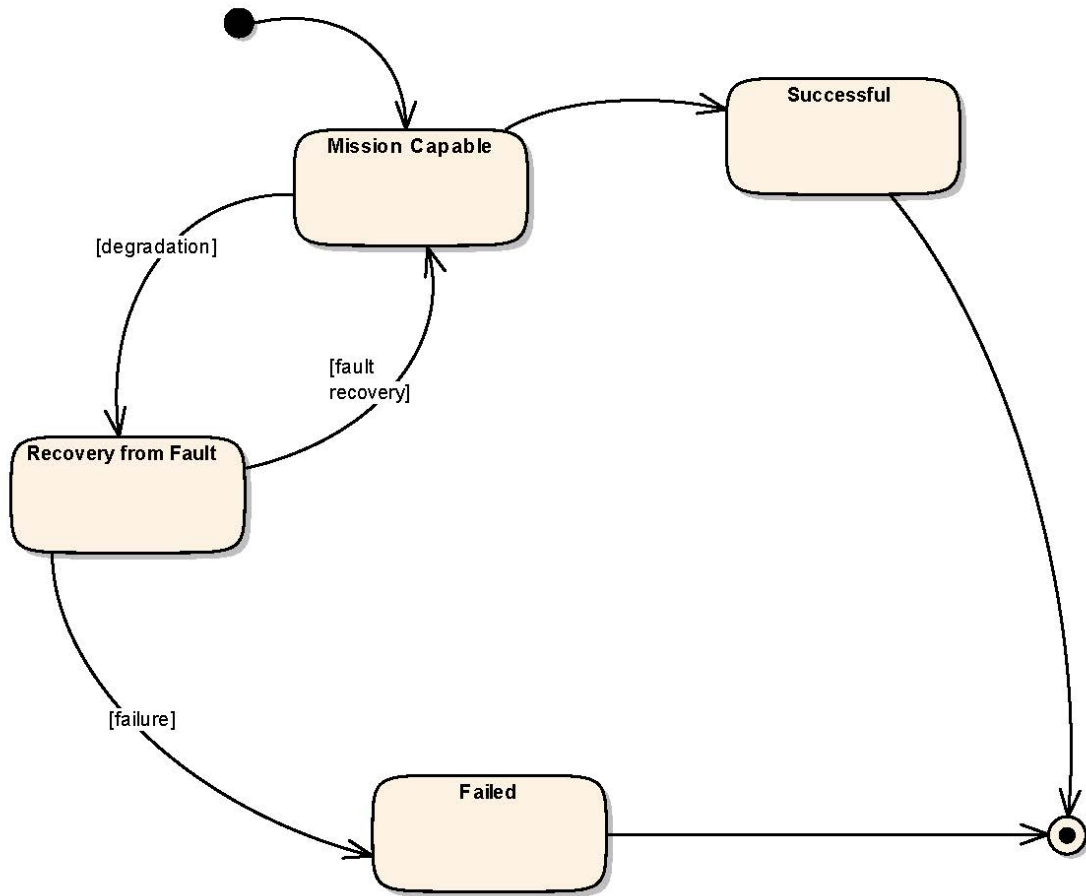 Successful
Mission Capable
[degradation]
[fault
recovery]
Recovery from Fault
[failure]
Failed